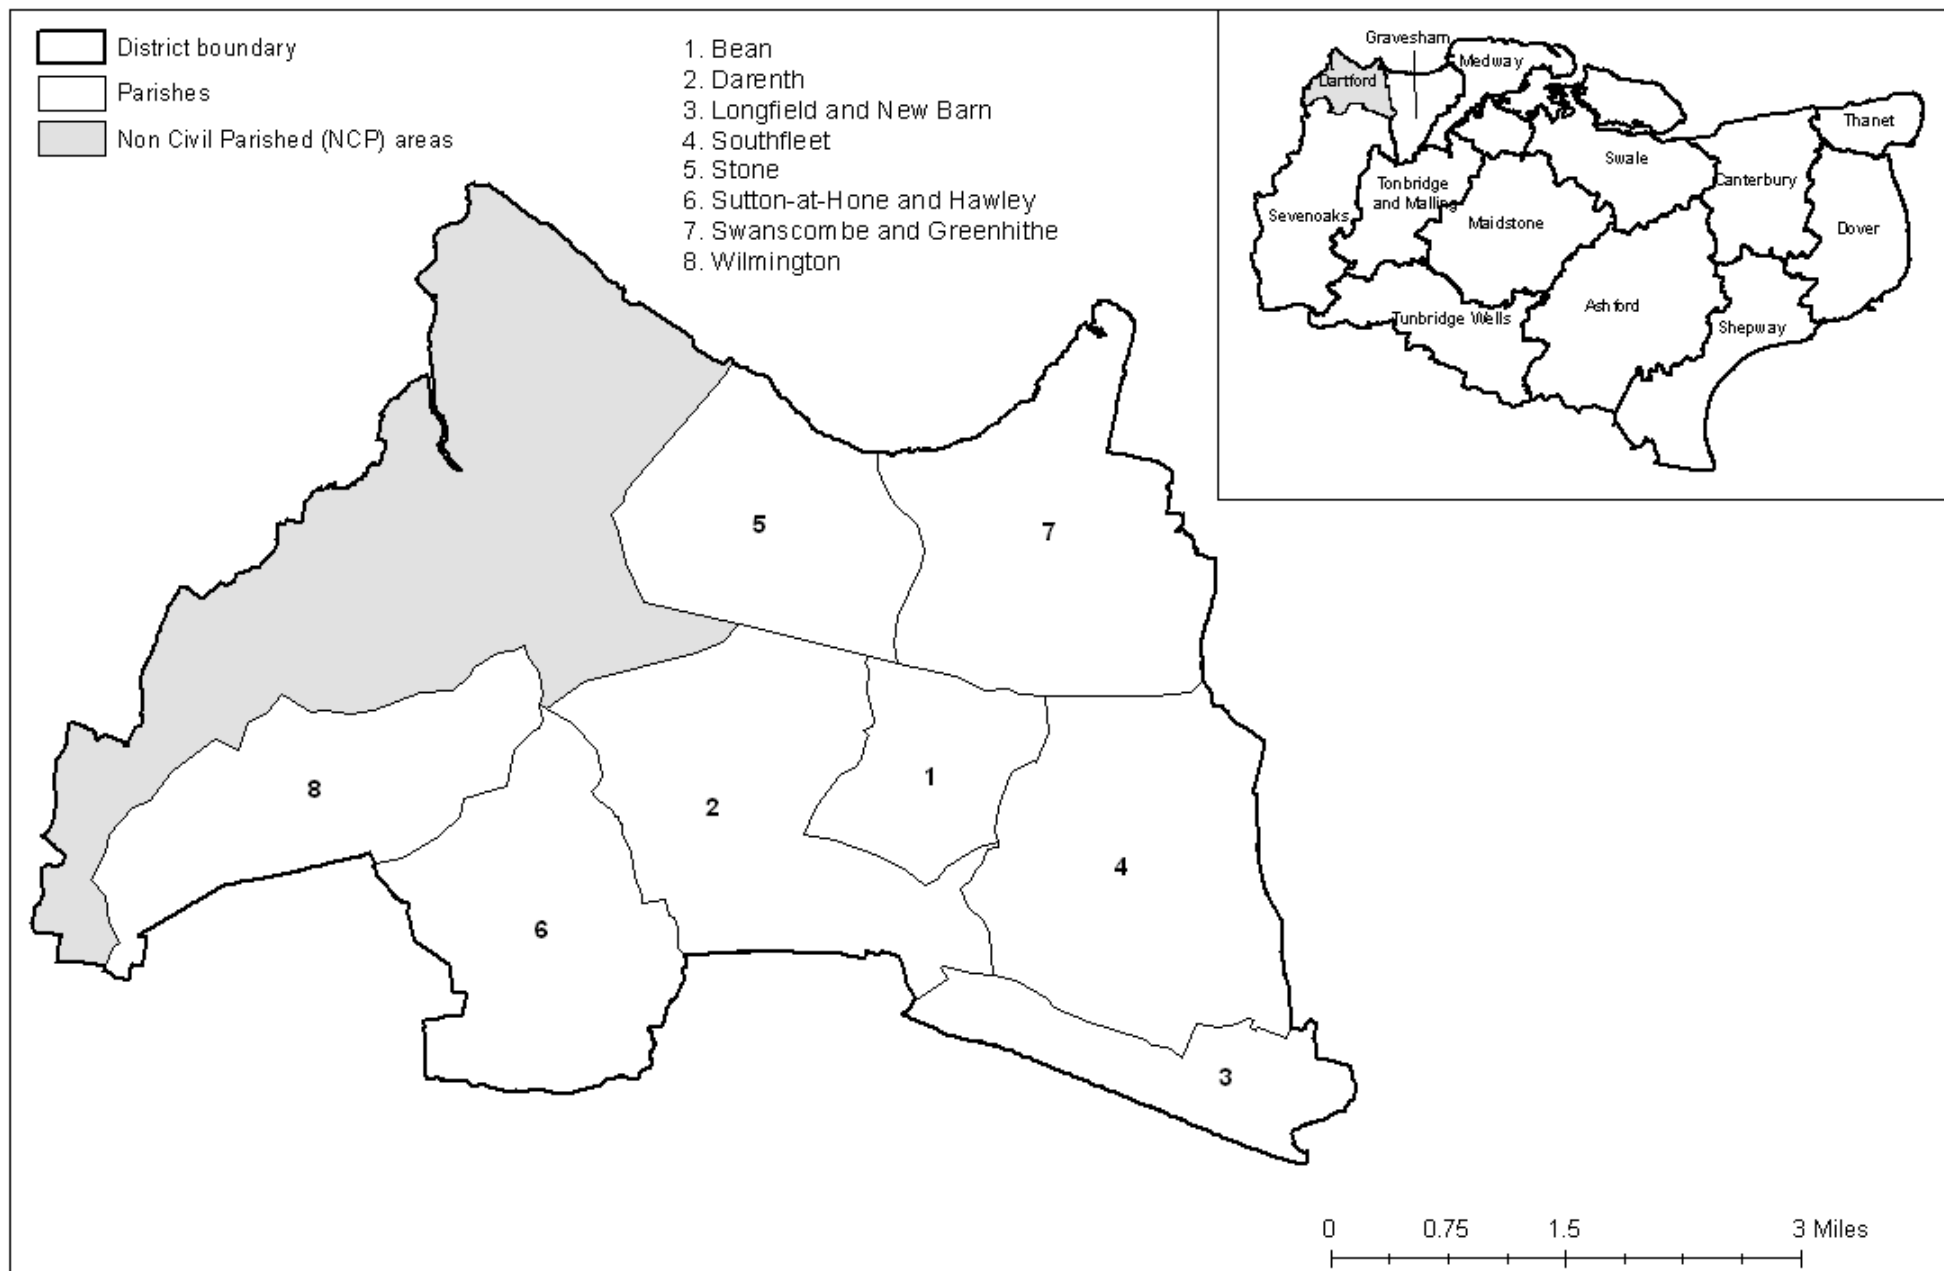 District boundary
Parishes
Non Civil Parished (NCP) areas
1. Bean
2. Darenth
3. Longfield and New Barn
4. Southfleet
5. Stone
6. Sutton-at-Hone and Hawley
7. Swanscombe and Greenhithe
8. Wilmington
Gravesham
Medway
Dartford
Thanet
Swale
Canterbury
Tonbridge
and Malling
Sevenoaks
Maidstone
Dover
Ashford
Tunbridge Wells
Shepway
5
7
8
2
1
4
6
3
0 0.75 1.5 3 Miles